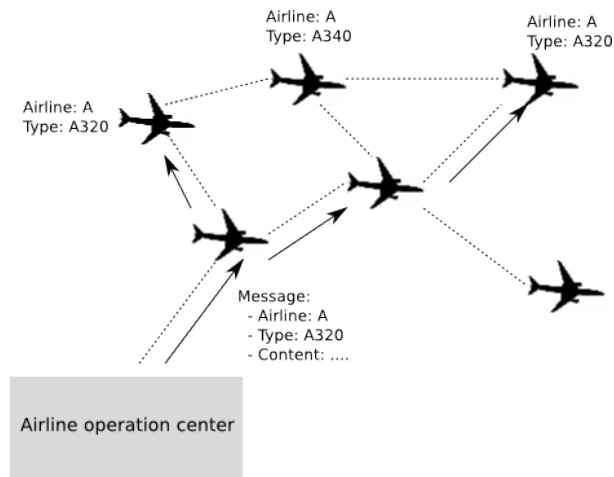 Airline: A
Type: A340
Airline: A
Type: A320
Airline: A
Type: A320
Message:
- Airline: A
- Type: A320
- Content: ....
Airline operation center